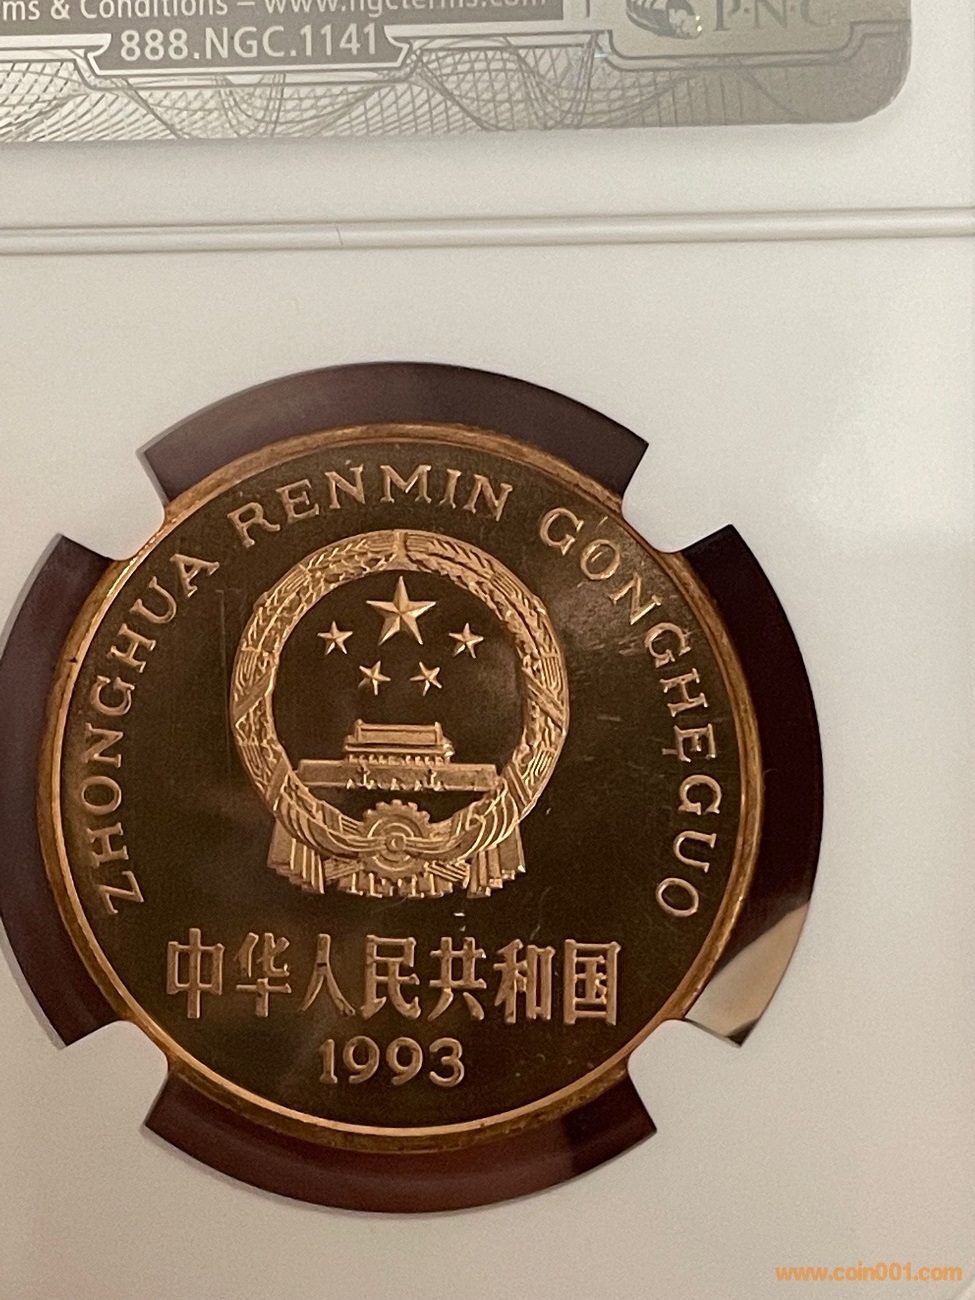 ms & Conditions – www.ngcterms.com
888.NGC.1141
P·N·G
ZHONGHUA RENMIN GONGHEGUO
中华人民共和国
1993
www.coin001.com